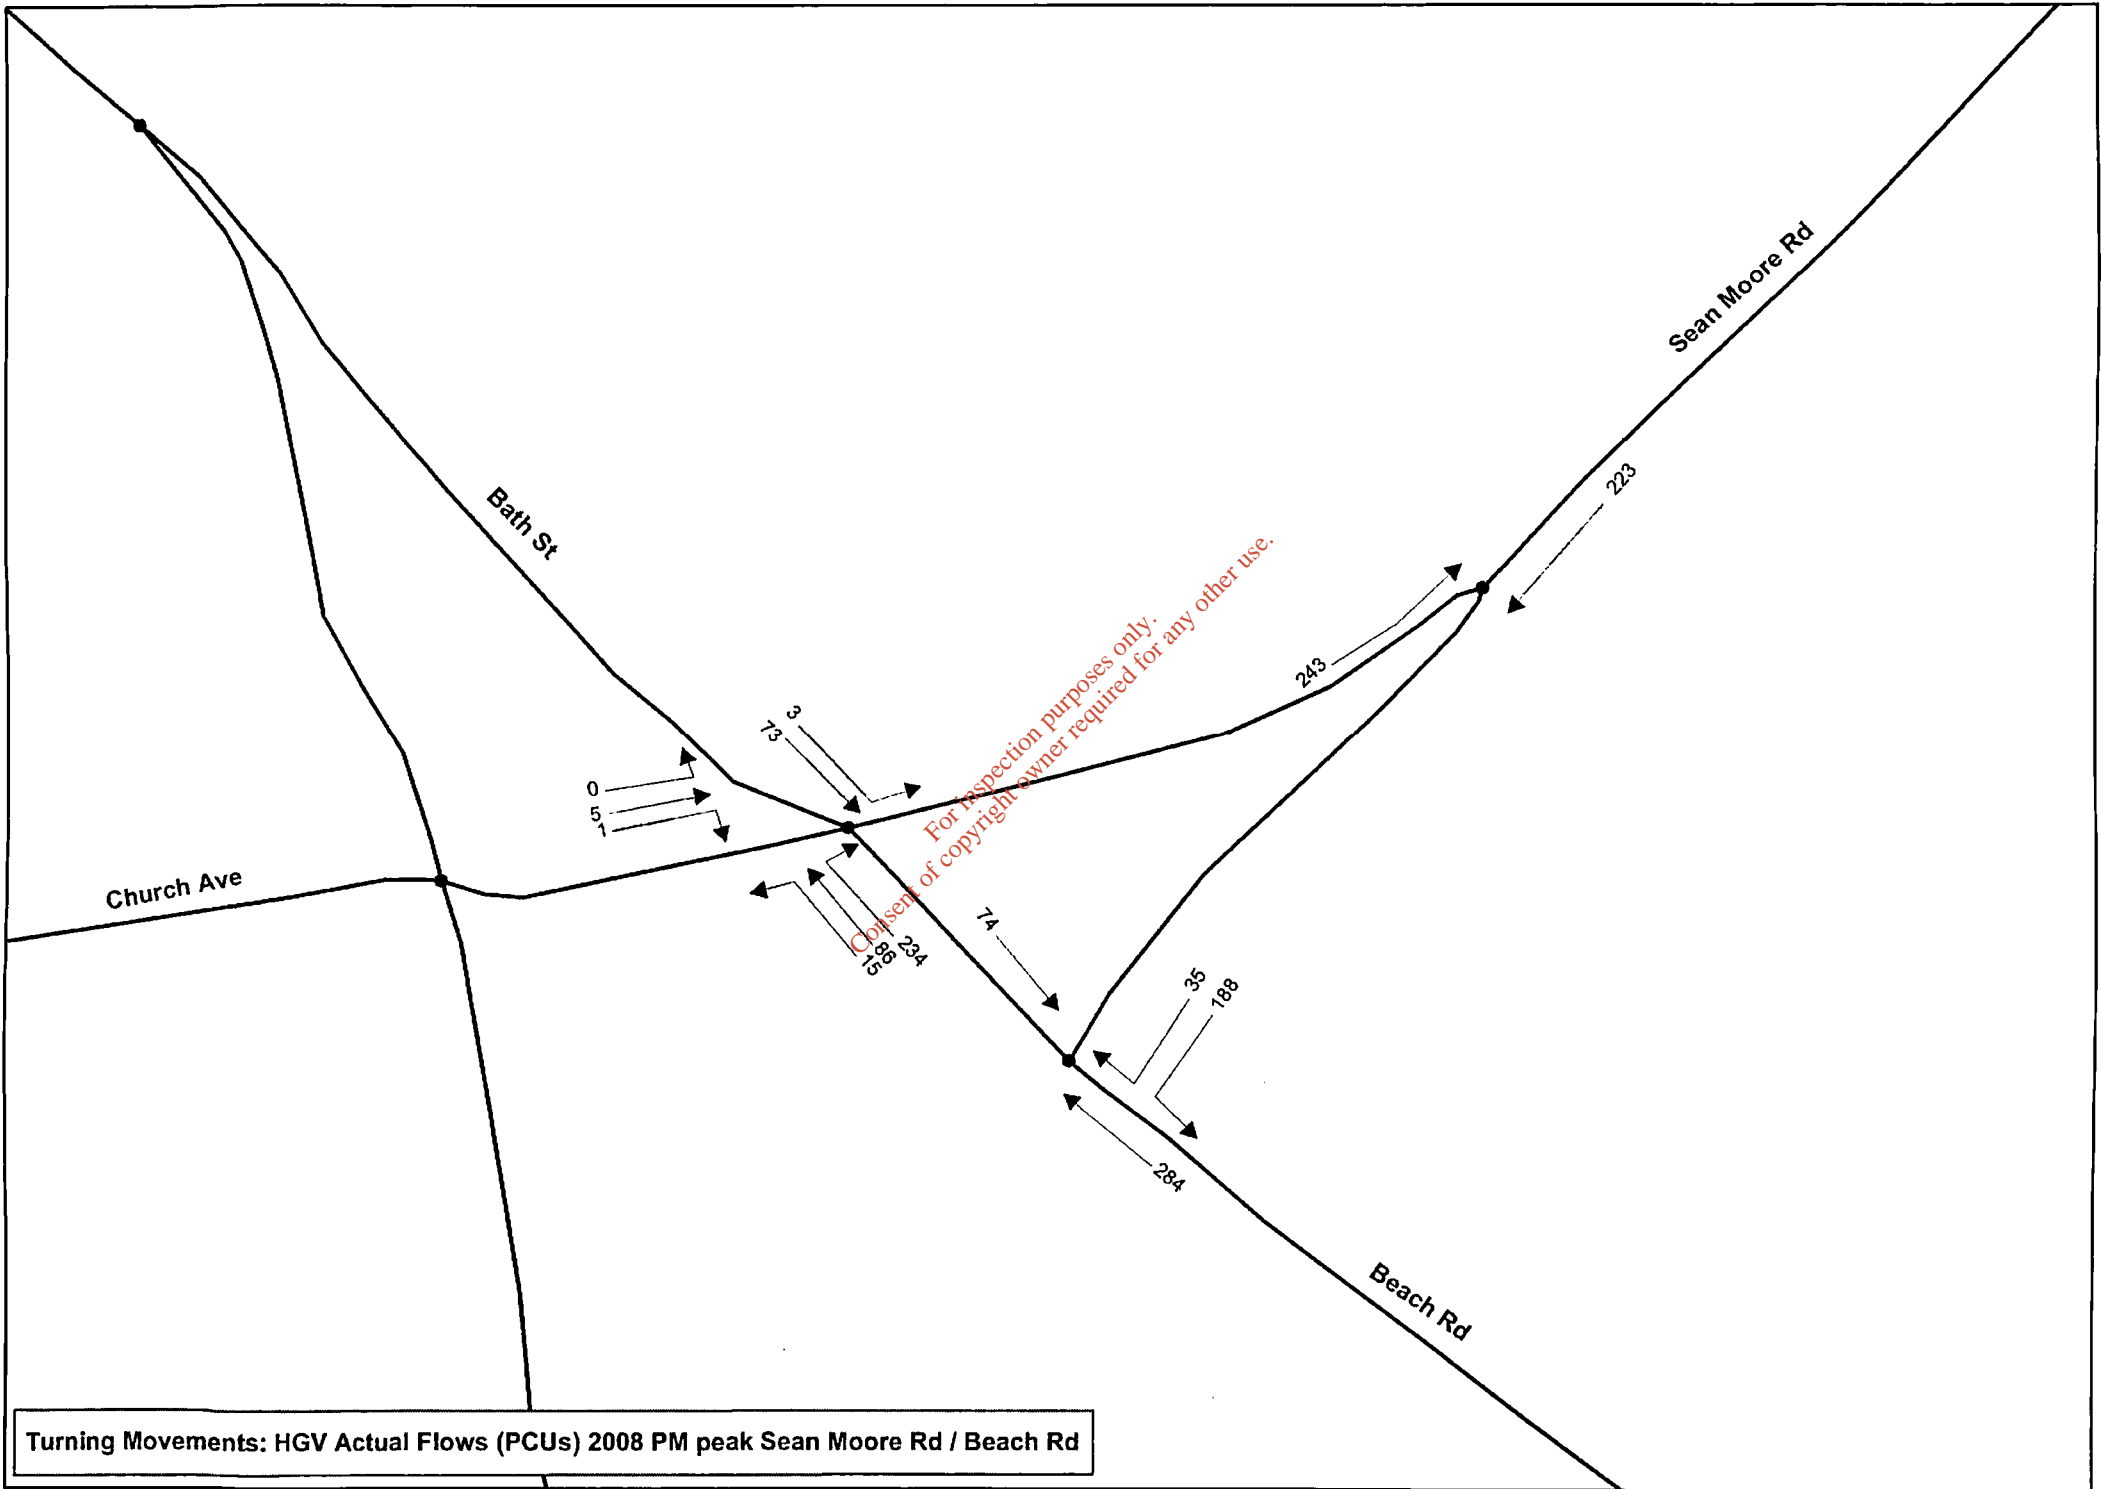 Sean Moore Rd
223
Bath St
For inspection purposes only.
Consent of copyright owner required for any other use.
243
3
73
0
5
1
Church Ave
74
234
86
15
35
188
284
Beach Rd
Turning Movements: HGV Actual Flows (PCUs) 2008 PM peak Sean Moore Rd / Beach Rd